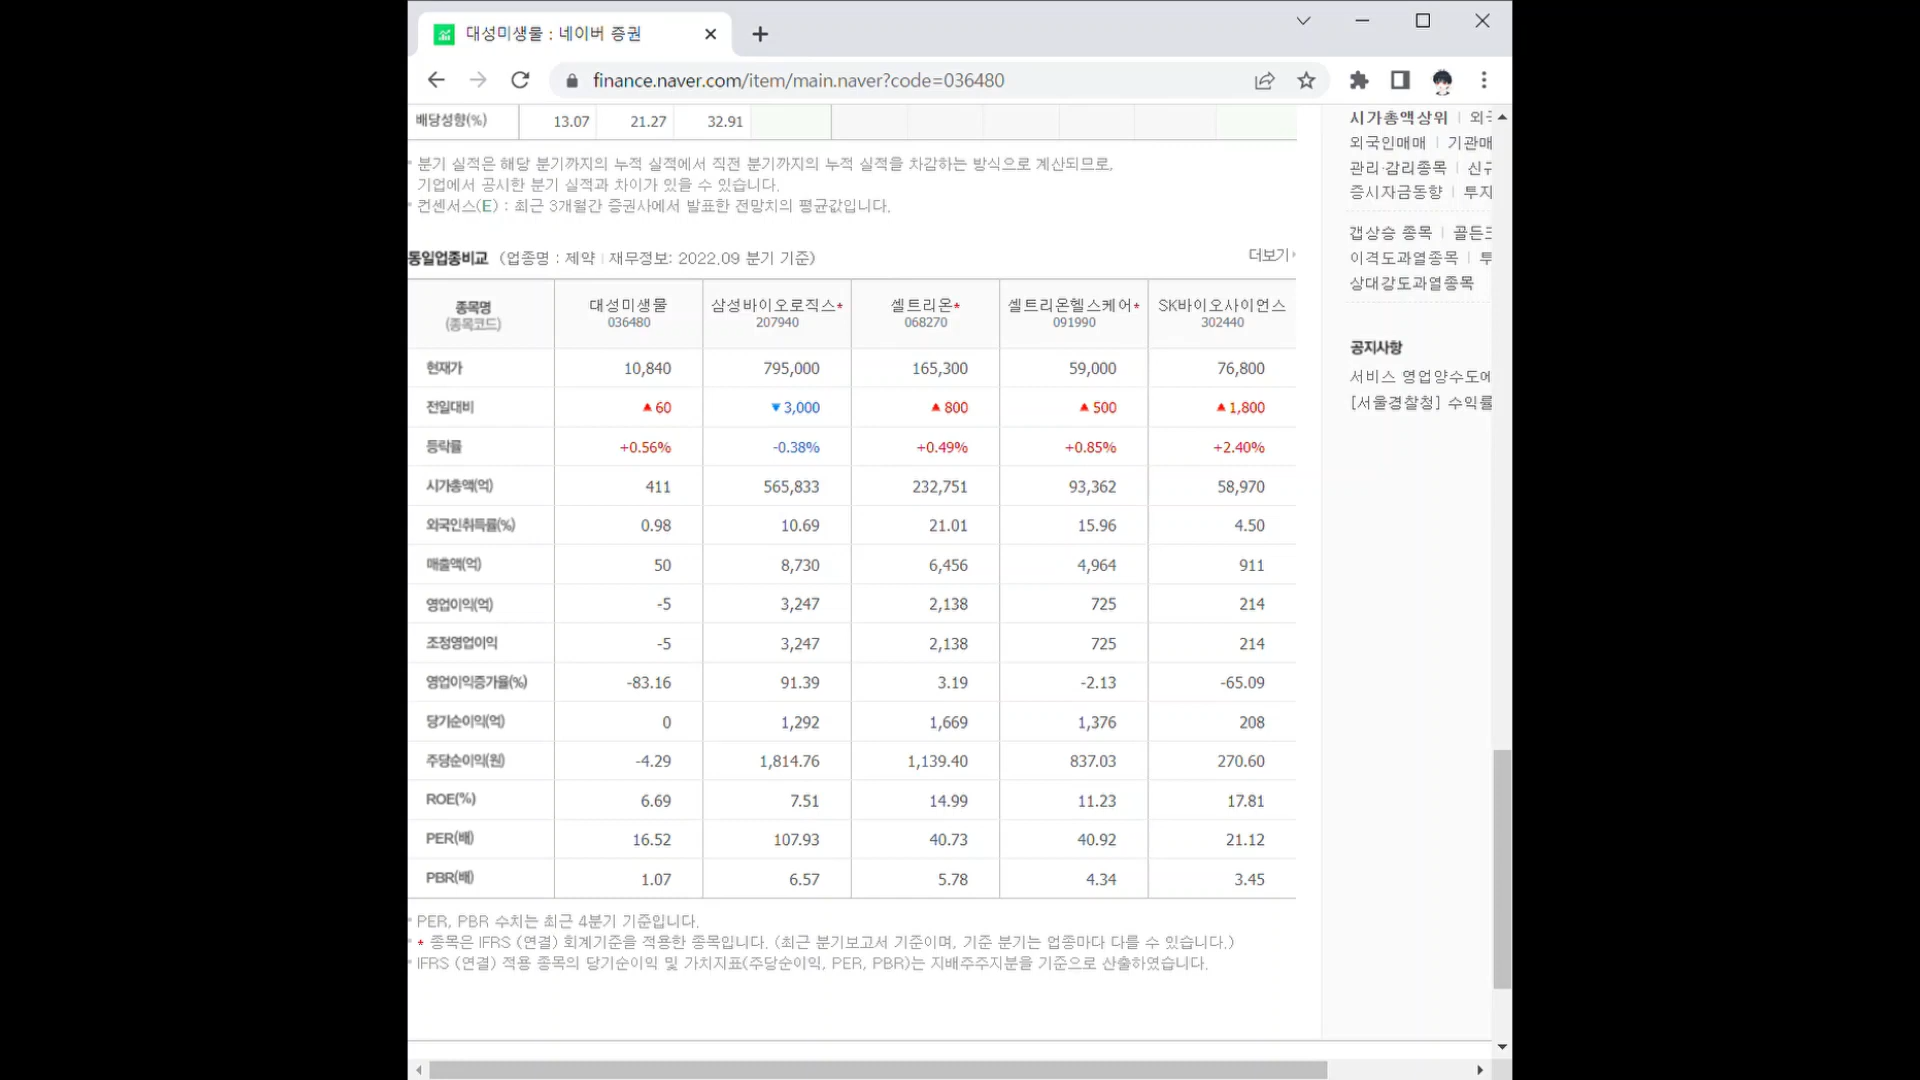 대성미생물 : 네이버 증권
finance.naver.com/item/main.naver?code=036480
배당성향(%) 13.07 21.27 32.91
분기 실적은 해당 분기까지의 누적 실적에서 직전 분기까지의 누적 실적을 차감하는 방식으로 계산되므로,
기업에서 공시한 분기 실적과 차이가 있을 수 있습니다.
컨센서스(E) : 최근 3개월간 증권사에서 발표한 전망치의 평균값입니다.
동일업종비교 (업종명 : 제약 | 재무정보: 2022.09 분기 기준) 더보기
종목명 대성미생물 삼성바이오로직스* 셀트리온* 셀트리온헬스케어* SK바이오사이언스
(종목코드) 036480 207940 068270 091990 302440
현재가 10,840 795,000 165,300 59,000 76,800
전일대비 ▲60 ▼3,000 ▲800 ▲500 ▲1,800
등락률 +0.56% -0.38% +0.49% +0.85% +2.40%
시가총액(억) 411 565,833 232,751 93,362 58,970
외국인취득률(%) 0.98 10.69 21.01 15.96 4.50
매출액(억) 50 8,730 6,456 4,964 911
영업이익(억) -5 3,247 2,138 725 214
조정영업이익 -5 3,247 2,138 725 214
영업이익증가율(%) -83.16 91.39 3.19 -2.13 -65.09
당기순이익(억) 0 1,292 1,669 1,376 208
주당순이익(원) -4.29 1,814.76 1,139.40 837.03 270.60
ROE(%) 6.69 7.51 14.99 11.23 17.81
PER(배) 16.52 107.93 40.73 40.92 21.12
PBR(배) 1.07 6.57 5.78 4.34 3.45
PER, PBR 수치는 최근 4분기 기준입니다.
* 종목은 IFRS (연결) 회계기준을 적용한 종목입니다. (최근 분기보고서 기준이며, 기준 분기는 업종마다 다를 수 있습니다.)
IFRS (연결) 적용 종목의 당기순이익 및 가치지표(주당순이익, PER, PBR)는 지배주주지분을 기준으로 산출하였습니다.
시가총액상위 | 외국
외국인매매 | 기관매
관리·감리종목 | 신규
증시자금동향 | 투자
갭상승 종목 | 골든크
이격도과열종목 | 투
상대강도과열종목
공지사항
서비스 영업양수도에
[서울경찰청] 수익률